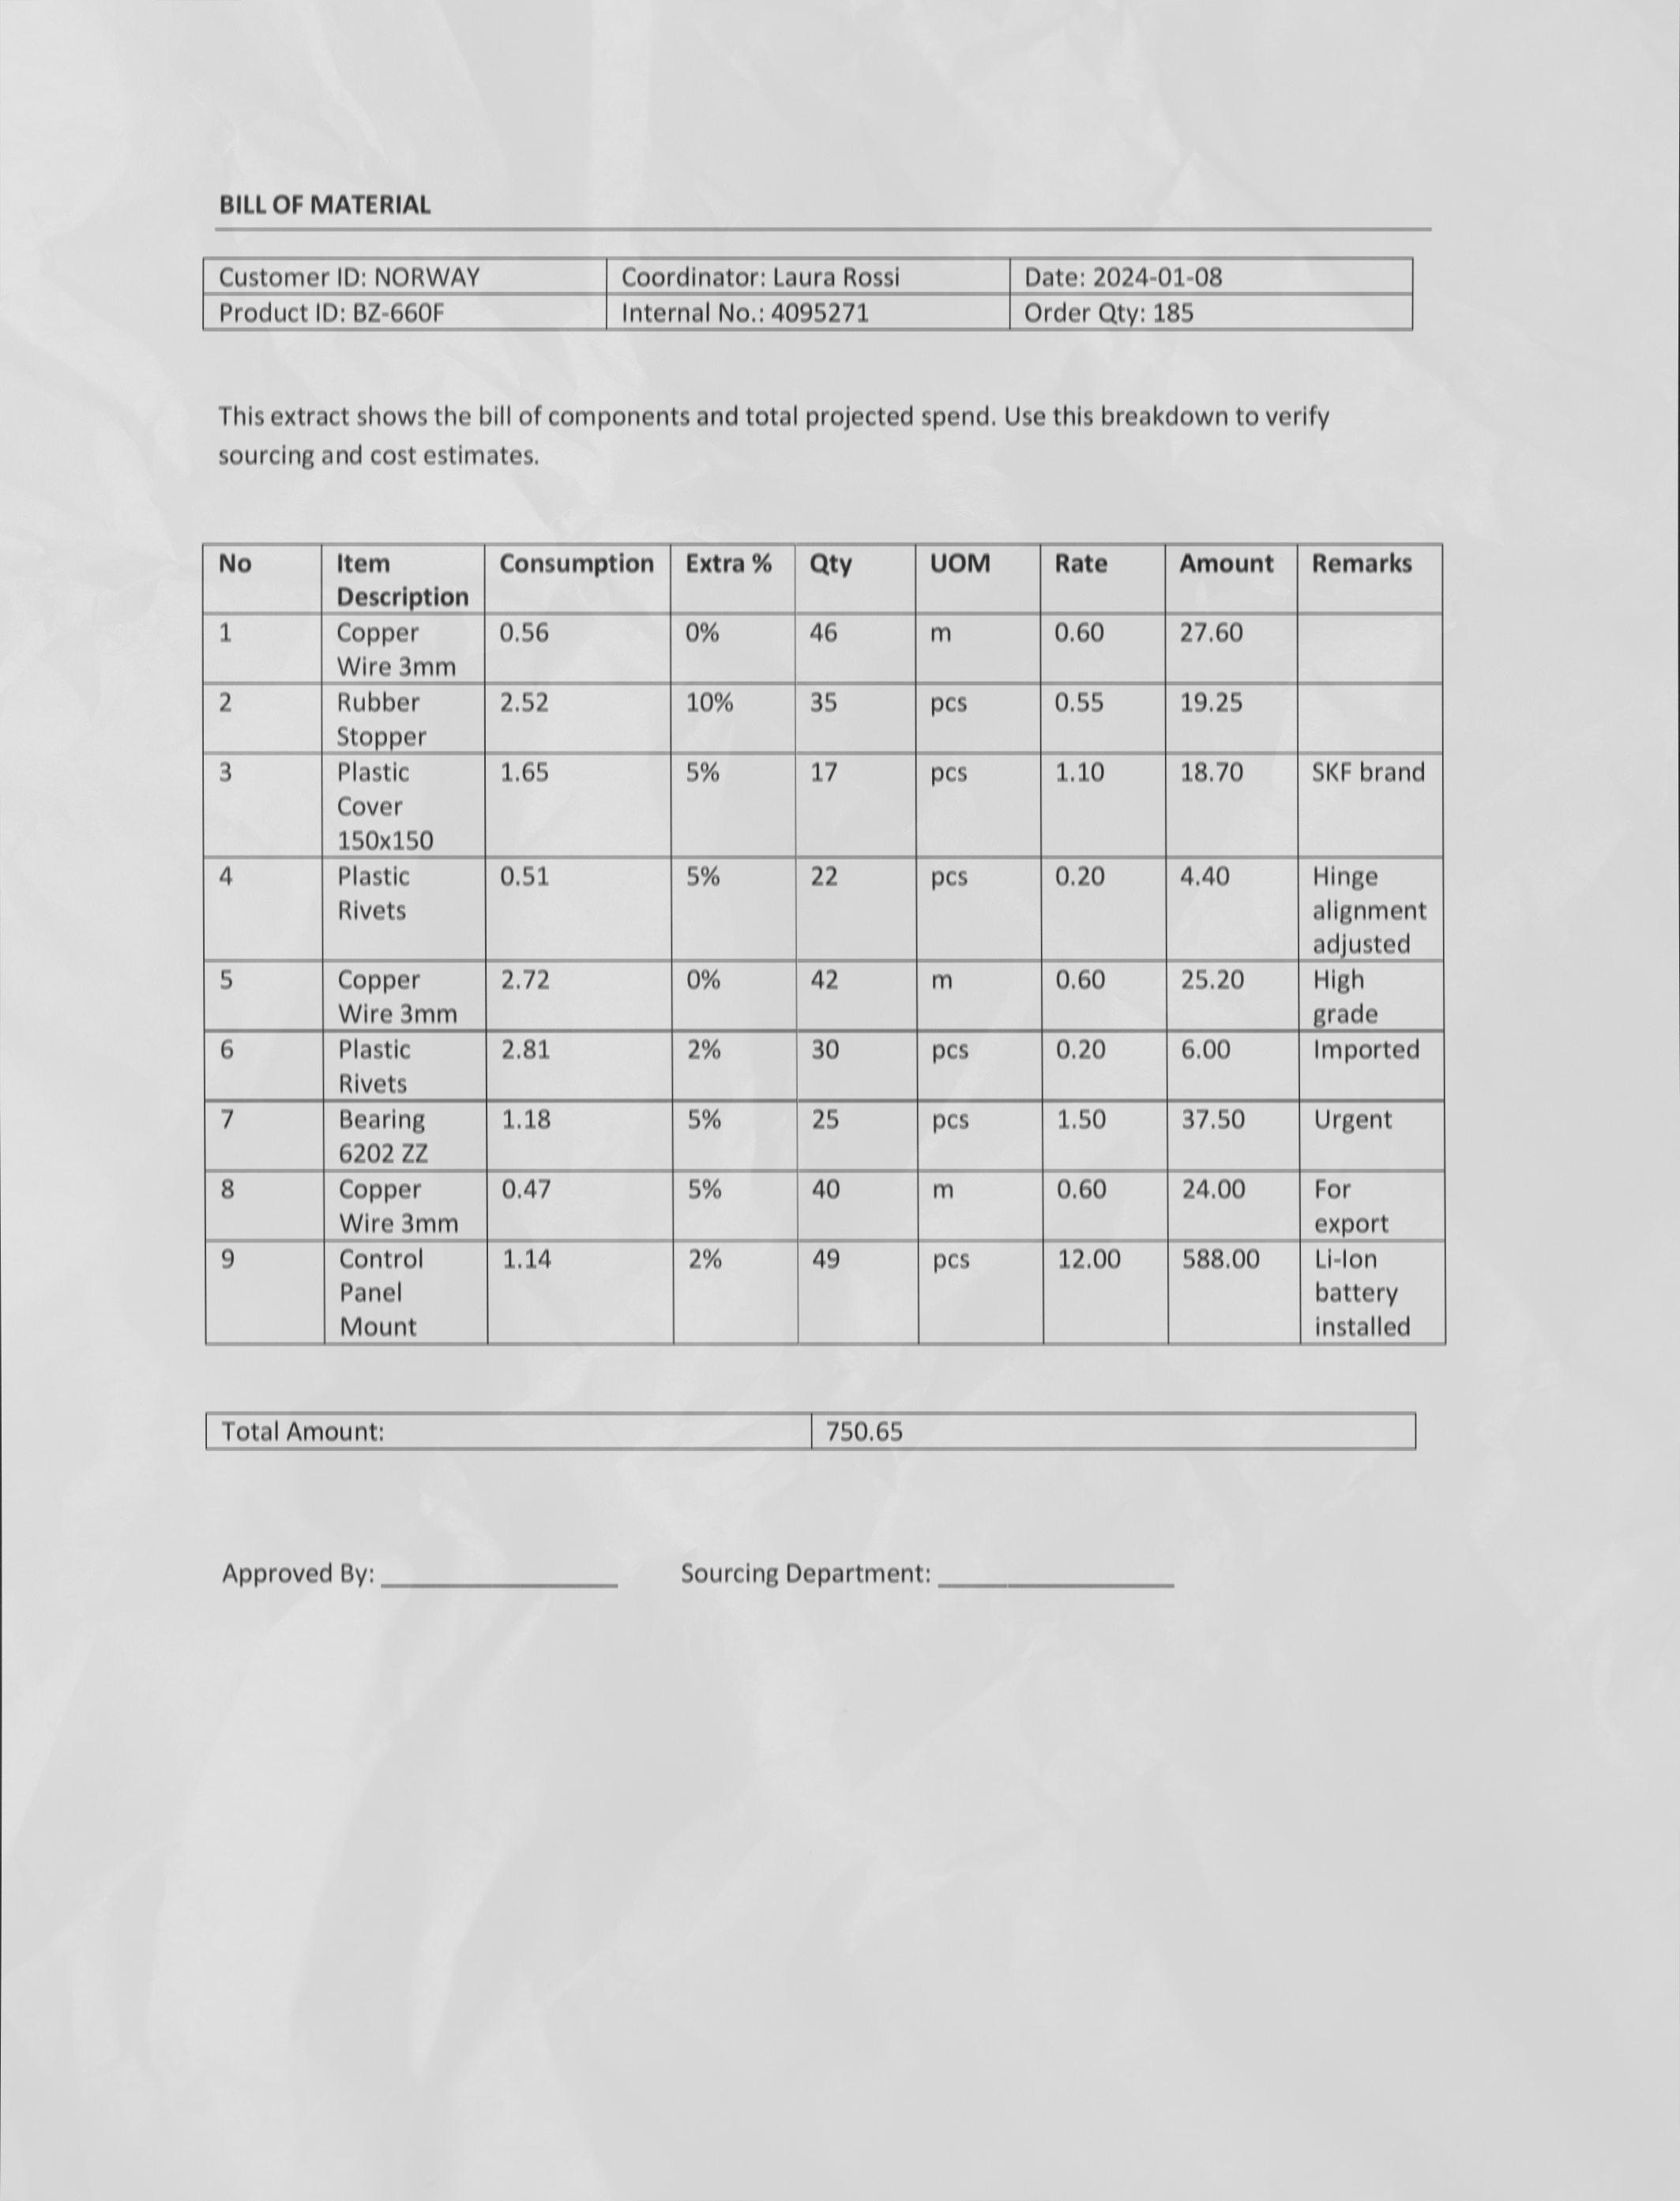 BILL OF MATERIAL
Customer ID: NORWAY Coordinator: Laura Rossi Date: 2024-01-08
Product ID: BZ-660F Internal No.: 4095271 Order Qty: 185
This extract shows the bill of components and total projected spend. Use this breakdown to verify
sourcing and cost estimates.
No Item Description Consumption Extra % Qty UOM Rate Amount Remarks
1 Copper Wire 3mm 0.56 0% 46 m 0.60 27.60
2 Rubber Stopper 2.52 10% 35 pcs 0.55 19.25
3 Plastic Cover 150x150 1.65 5% 17 pcs 1.10 18.70 SKF brand
4 Plastic Rivets 0.51 5% 22 pcs 0.20 4.40 Hinge alignment adjusted
5 Copper Wire 3mm 2.72 0% 42 m 0.60 25.20 High grade
6 Plastic Rivets 2.81 2% 30 pcs 0.20 6.00 Imported
7 Bearing 6202 ZZ 1.18 5% 25 pcs 1.50 37.50 Urgent
8 Copper Wire 3mm 0.47 5% 40 m 0.60 24.00 For export
9 Control Panel Mount 1.14 2% 49 pcs 12.00 588.00 Li-Ion battery installed
Total Amount: 750.65
Approved By: _________________ Sourcing Department: _________________